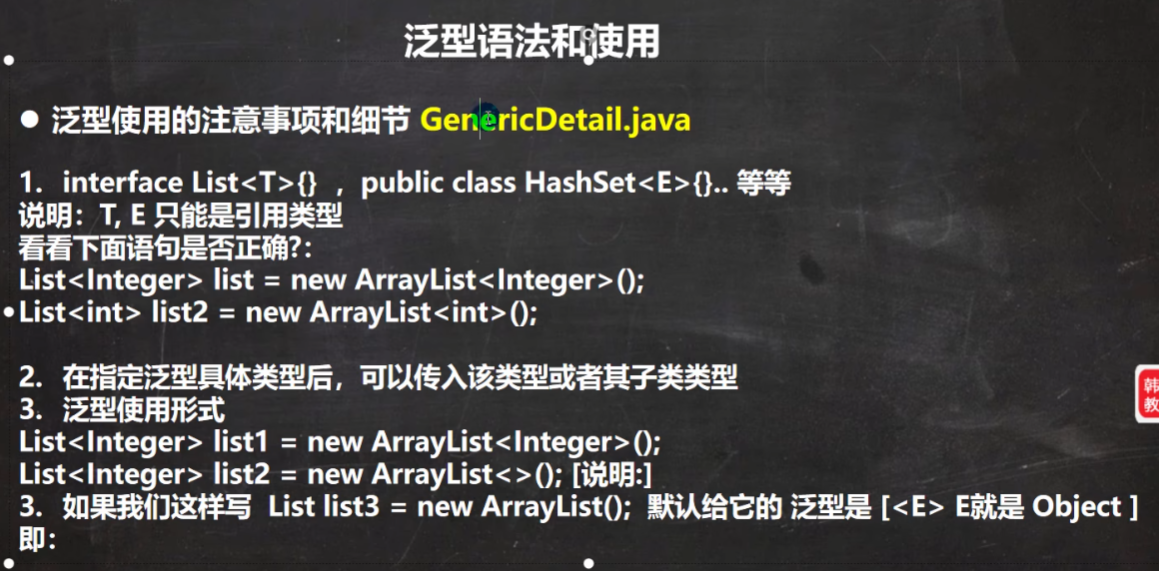 泛型语法和使用
● 泛型使用的注意事项和细节 GenericDetail.java
1. interface List<T>{} , public class HashSet<E>{}.. 等等
说明: T, E 只能是引用类型
看看下面语句是否正确?:
List<Integer> list = new ArrayList<Integer>();
List<int> list2 = new ArrayList<int>();
2. 在指定泛型具体类型后，可以传入该类型或者其子类类型
3. 泛型使用形式
List<Integer> list1 = new ArrayList<Integer>();
List<Integer> list2 = new ArrayList<>(); [说明:]
3. 如果我们这样写 List list3 = new ArrayList(); 默认给它的 泛型是 [<E> E就是 Object ]
即：
韩
教